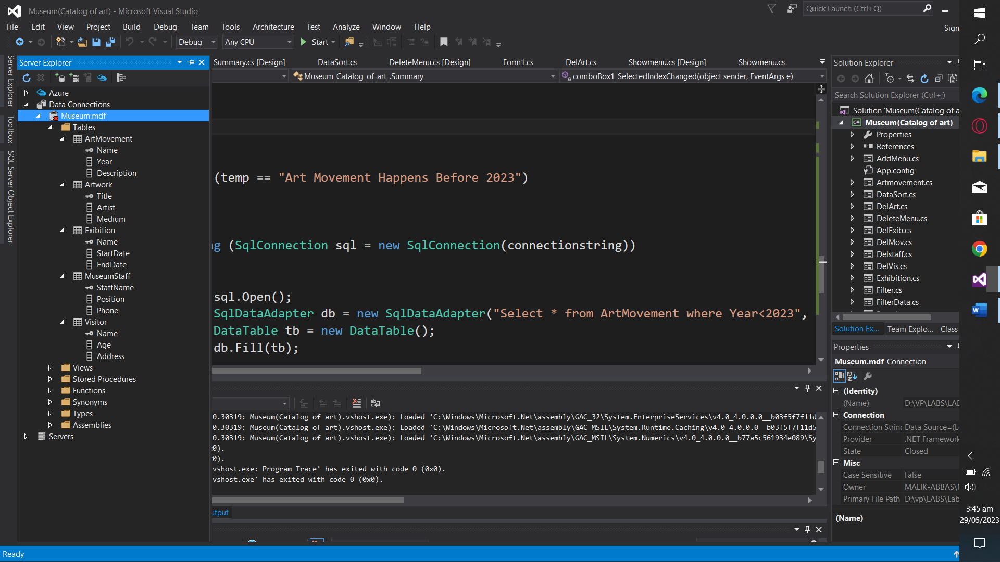 Museum(Catalog of art) - Microsoft Visual Studio
Quick Launch (Ctrl+Q)
File Edit View Project Build Debug Team Tools Architecture Test Analyze Window Help
Sign
Debug Any CPU Start
Server Explorer
Toolbox
SQL Server Object Explorer
Server Explorer
Azure
Data Connections
Museum.mdf
Tables
ArtMovement
Name
Year
Description
Artwork
Title
Artist
Medium
Exibition
Name
StartDate
EndDate
MuseumStaff
StaffName
Position
Phone
Visitor
Name
Age
Address
Views
Stored Procedures
Functions
Synonyms
Types
Assemblies
Servers
Summary.cs [Design] DataSort.cs DeleteMenu.cs [Design] Form1.cs DelArt.cs Showmenu.cs [Design] Showmenu.cs
Museum_Catalog_of_art_.Summary comboBox1_SelectedIndexChanged(object sender, EventArgs e)
(temp == "Art Movement Happens Before 2023")
ng (SqlConnection sql = new SqlConnection(connectionstring))
sql.Open();
SqlDataAdapter db = new SqlDataAdapter("Select * from ArtMovement where Year<2023",
DataTable tb = new DataTable();
db.Fill(tb);
0.30319: Museum(Catalog of art).vshost.exe): Loaded 'C:\Windows\Microsoft.Net\assembly\GAC_32\System.EnterpriseServices\v4.0_4.0.0.0__b03f5f7f11d
0.30319: Museum(Catalog of art).vshost.exe): Loaded 'C:\Windows\Microsoft.Net\assembly\GAC_MSIL\System.Runtime.Caching\v4.0_4.0.0.0__b03f5f7f11d5
0.30319: Museum(Catalog of art).vshost.exe): Loaded 'C:\Windows\Microsoft.Net\assembly\GAC_MSIL\System.Numerics\v4.0_4.0.0.0__b77a5c561934e089\Sy
0).
0).
vshost.exe: Program Trace' has exited with code 0 (0x0).
vshost.exe' has exited with code 0 (0x0).
utput
Solution Explorer
Search Solution Explorer (Ctrl+;)
Solution 'Museum(Catalog of a
Museum(Catalog of art)
Properties
References
AddMenu.cs
App.config
Artmovement.cs
DataSort.cs
DelArt.cs
DeleteMenu.cs
DelExib.cs
DelMov.cs
Delstaff.cs
DelVis.cs
Exhibition.cs
Filter.cs
FilterData.cs
Solution Ex... Team Explo... Class
Properties
Museum.mdf Connection
(Identity)
(Name) D:\VP\LABS\LAB
Connection
Connection String Data Source=(Lo
Provider .NET Framework
State Closed
Misc
Case Sensitive False
Owner MALIK-ABBAS\M
Primary File Path D:\vp\LABS\Lab
(Name)
3:45 am
29/05/2023
Ready